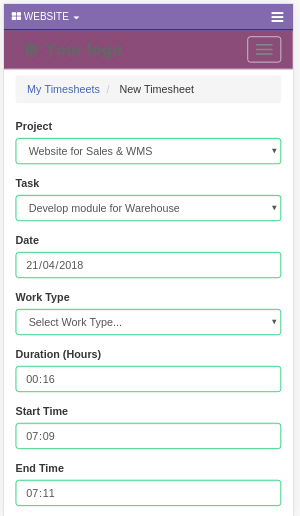 WEBSITE
Your logo
My Timesheets / New Timesheet
Project
Website for Sales & WMS
Task
Develop module for Warehouse
Date
21/04/2018
Work Type
Select Work Type...
Duration (Hours)
00:16
Start Time
07:09
End Time
07:11